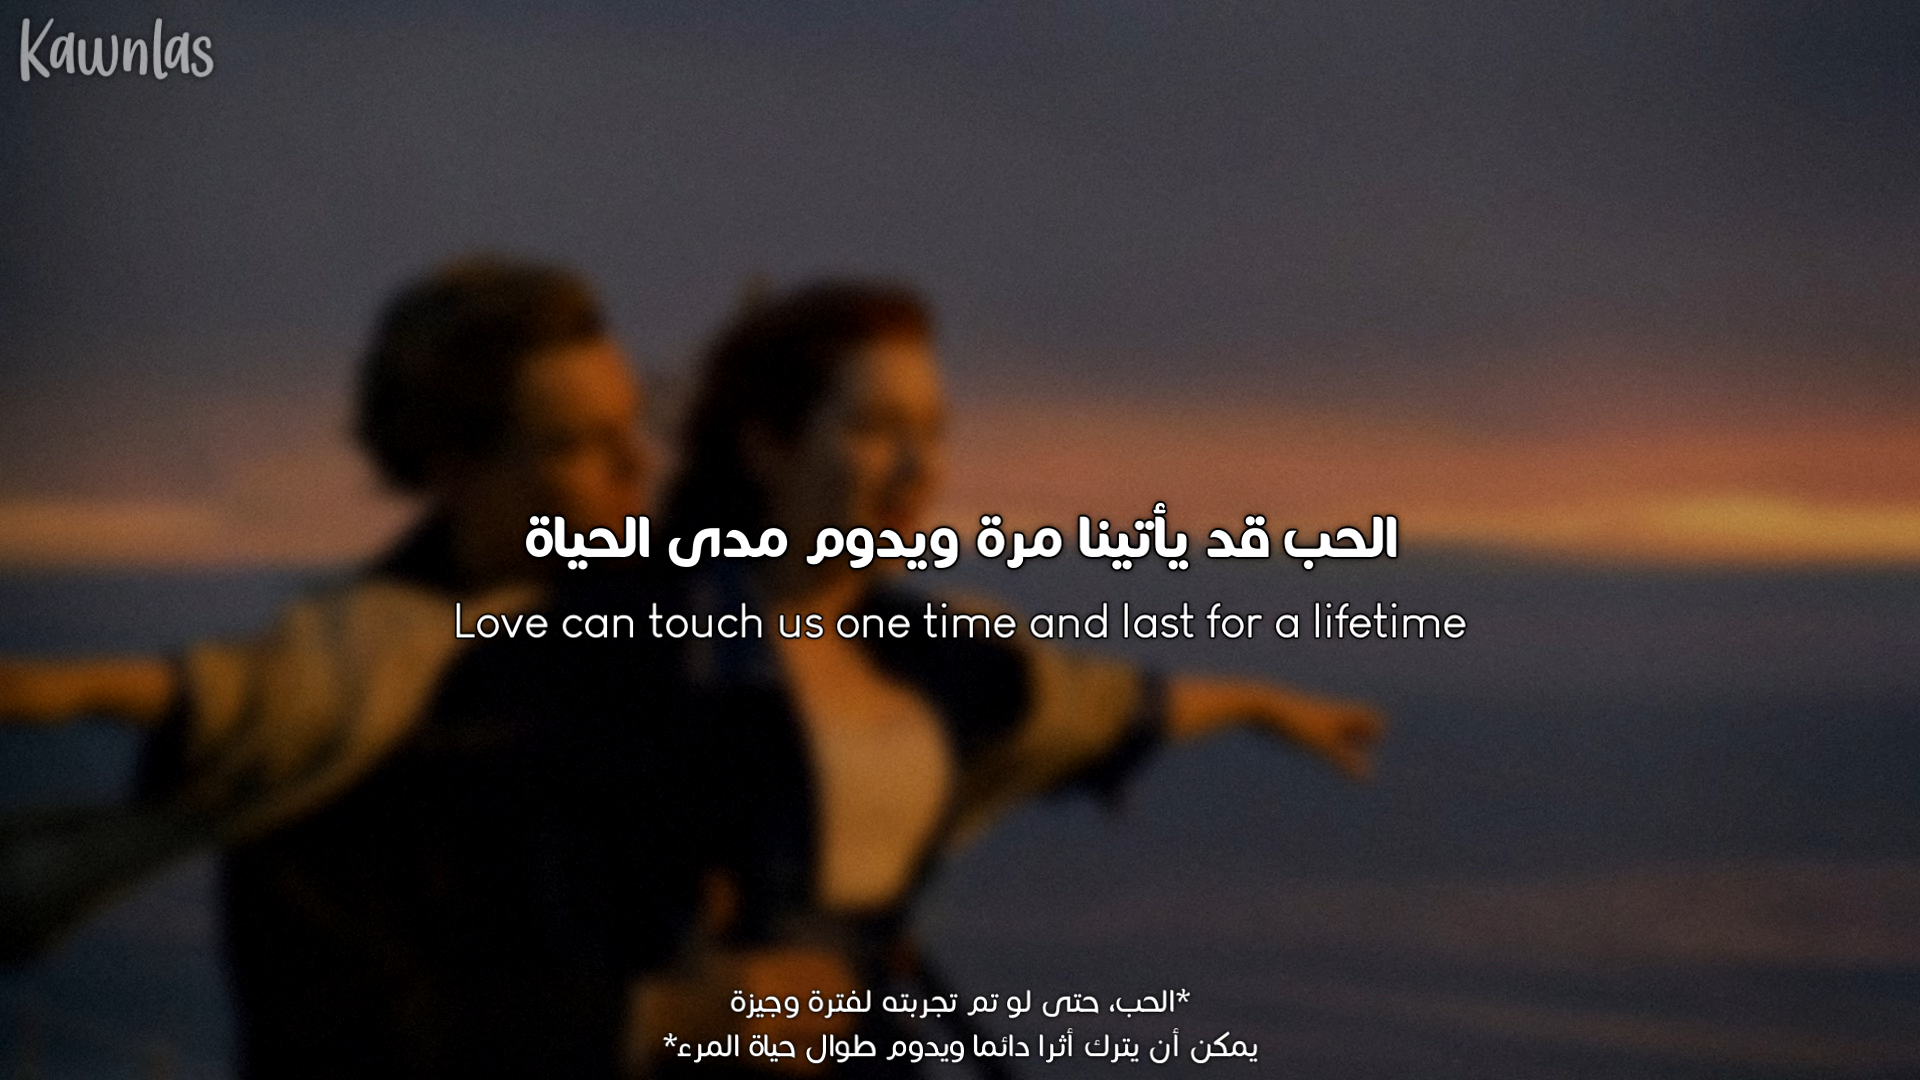 Kawnlas
الحب قد يأتينا مرة ويدوم مدى الحياة
Love can touch us one time and last for a lifetime
*الحب، حتى لو تم تجربته لفترة وجيزة
يمكن أن يترك أثرا دائما ويدوم طوال حياة المرء*